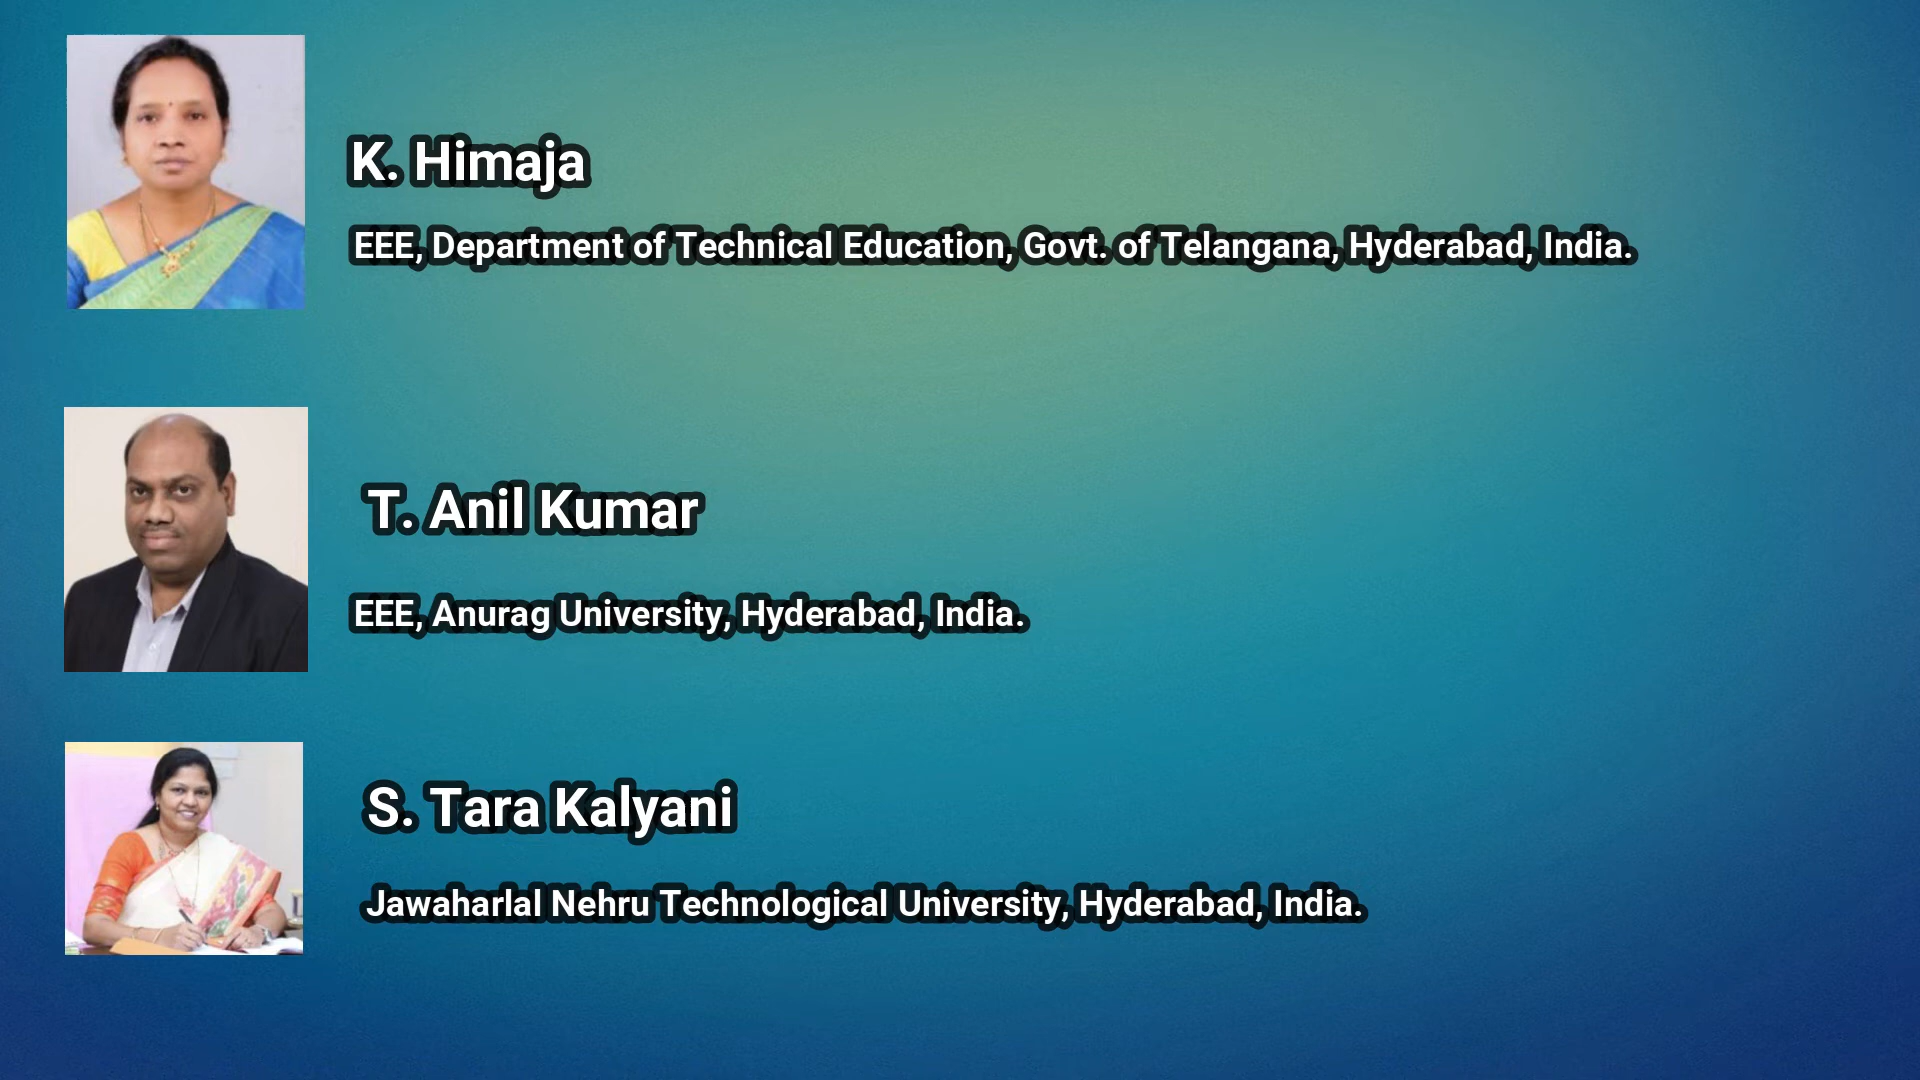 K. Himaja
EEE, Department of Technical Education, Govt. of Telangana, Hyderabad, India.
T. Anil Kumar
EEE, Anurag University, Hyderabad, India.
S. Tara Kalyani
Jawaharlal Nehru Technological University, Hyderabad, India.